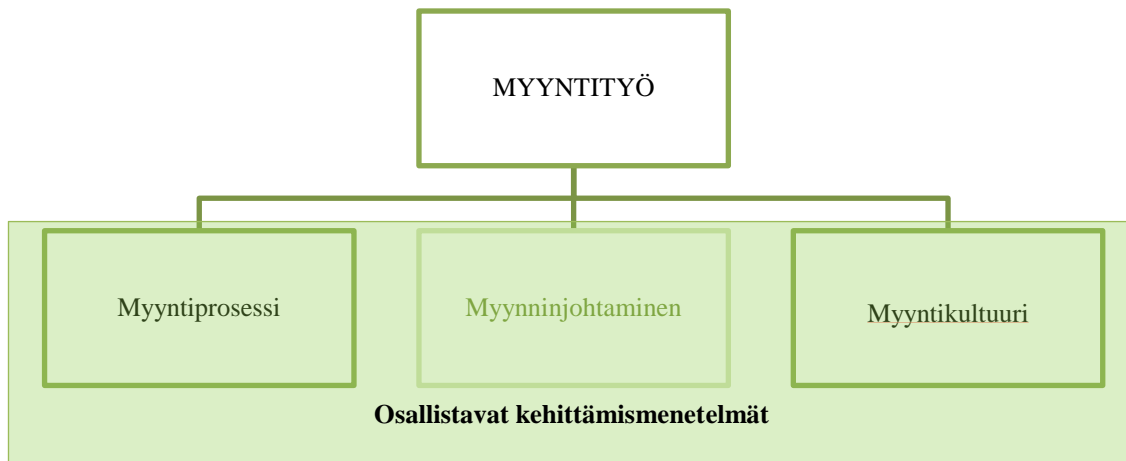 MYYNTITYÖ
Myyntiprosessi
Myynninjohtaminen
Myyntikultuuri
Osallistavat kehittämismenetelmät